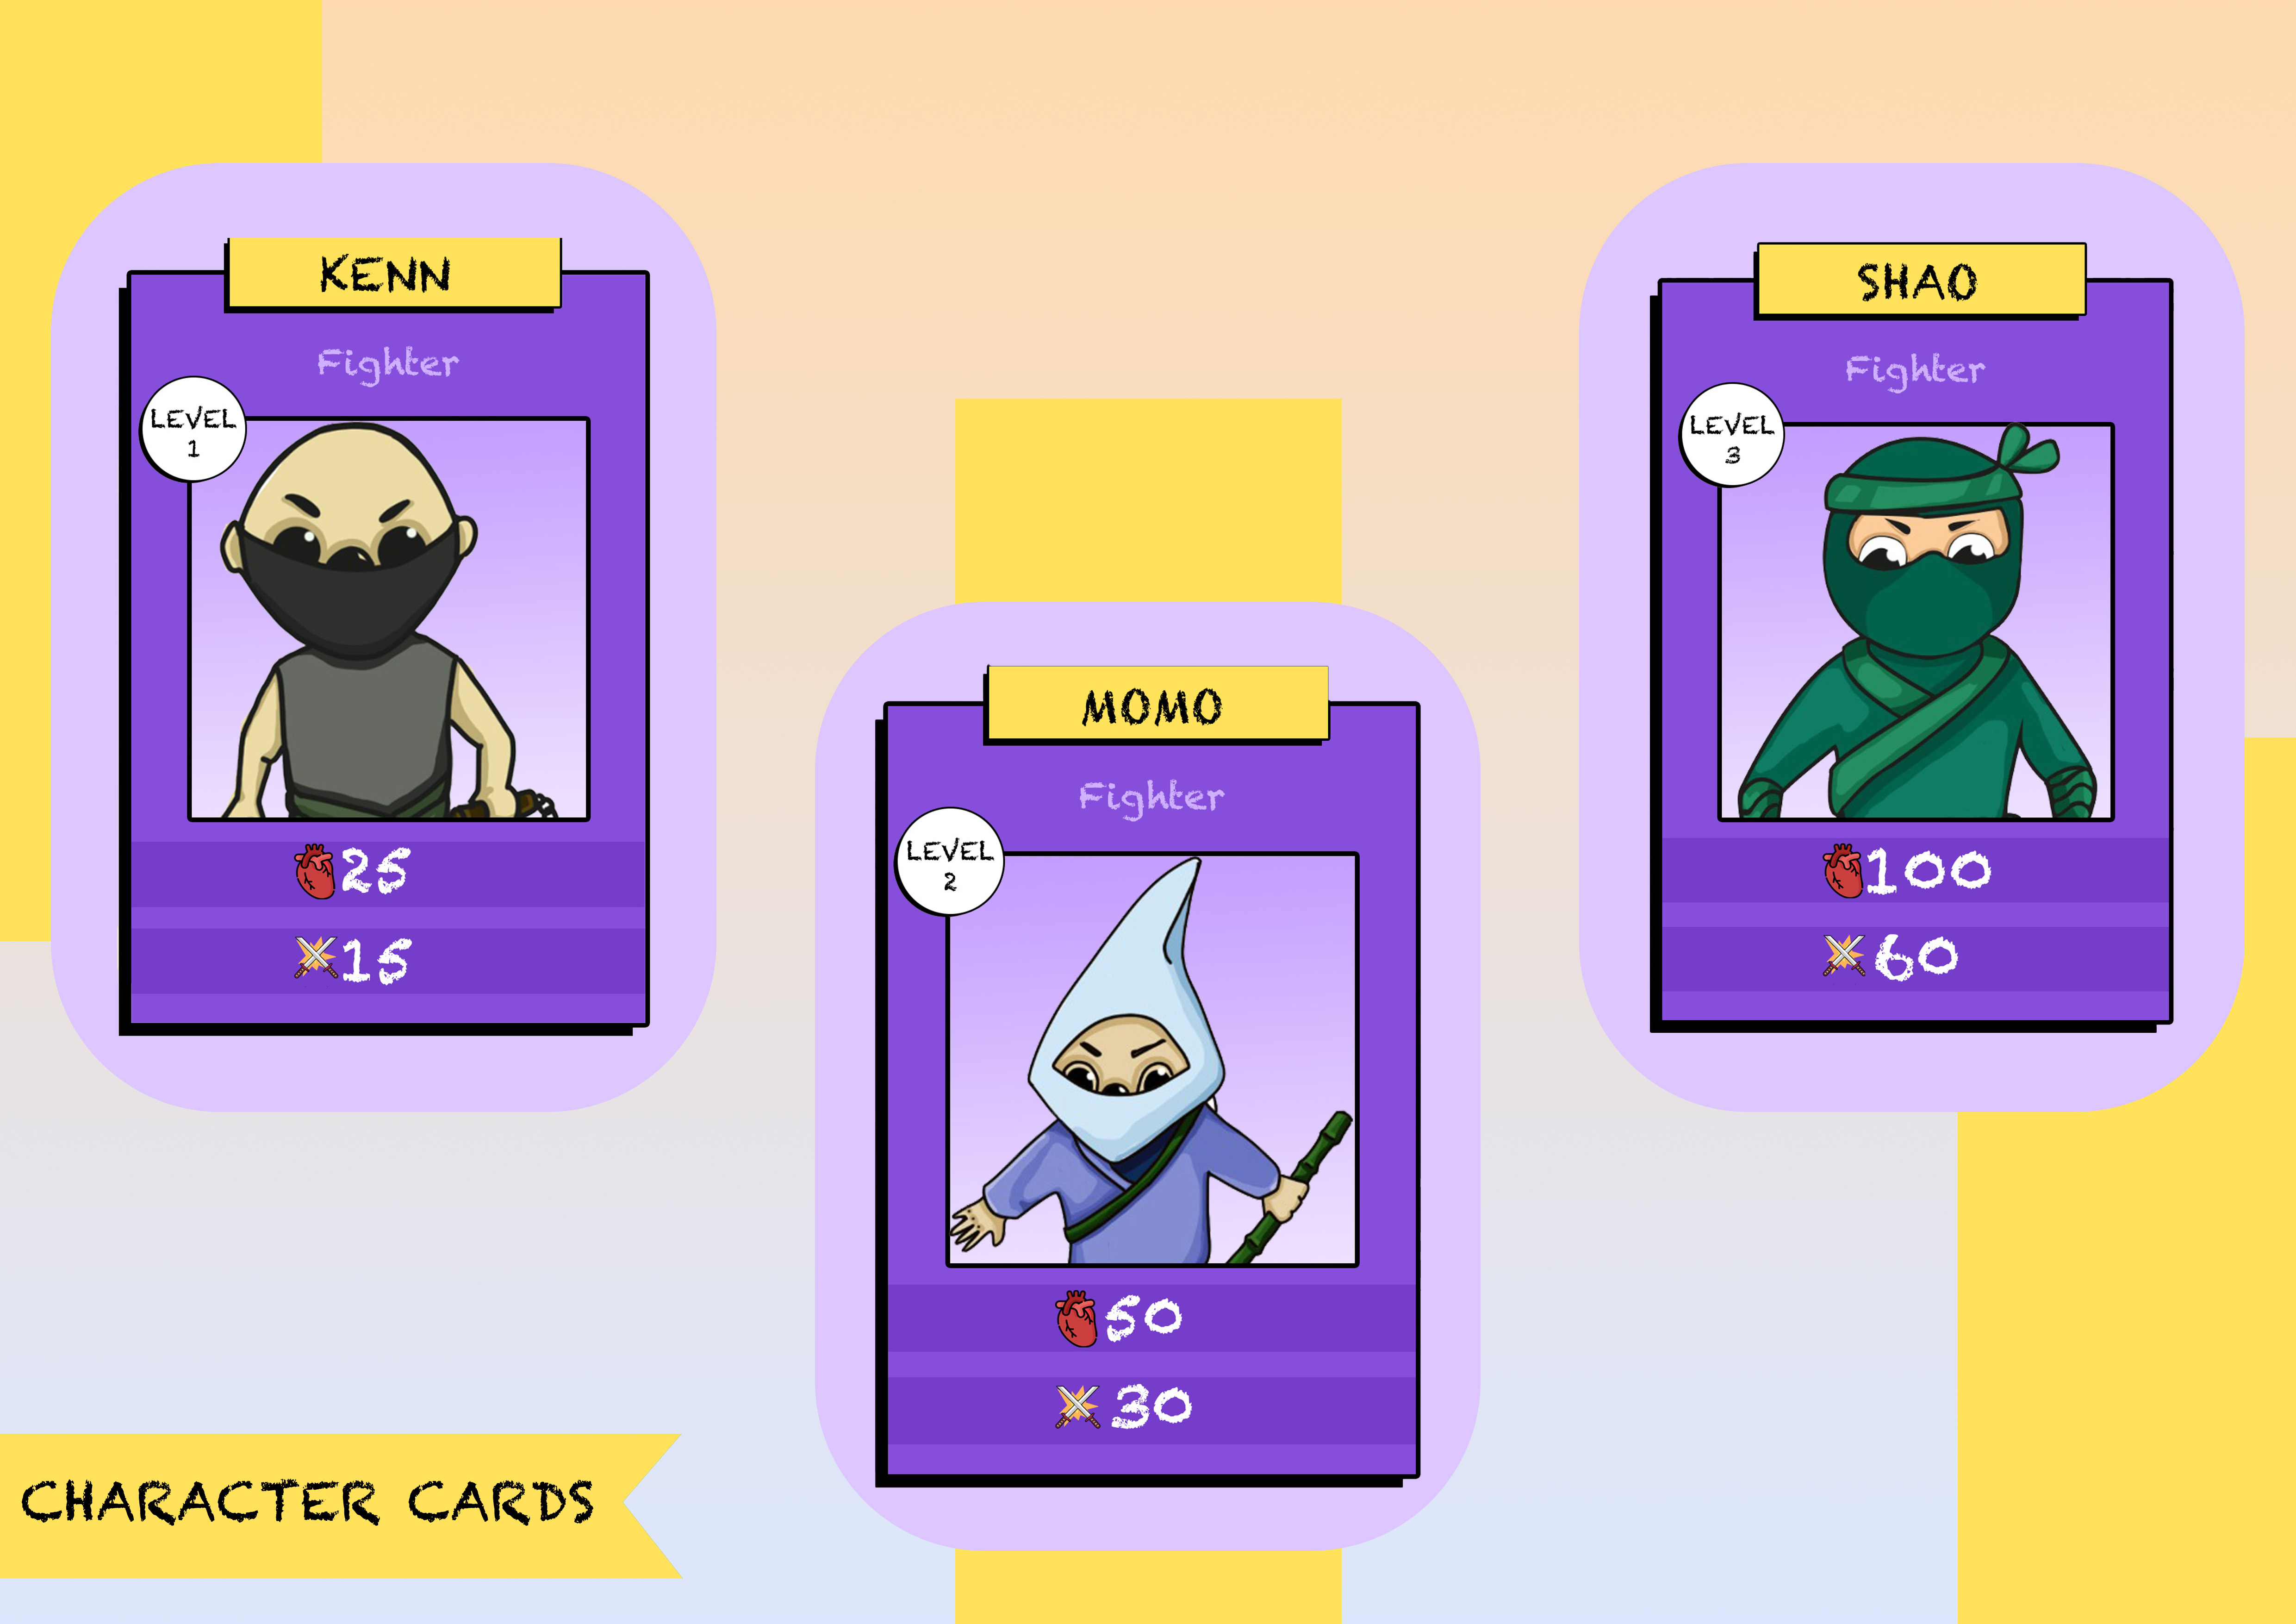 KENN
Fighter
LEVEL
1
25
15
MOMO
Fighter
LEVEL
2
50
30
SHAO
Fighter
LEVEL
3
100
60
CHARACTER CARDS